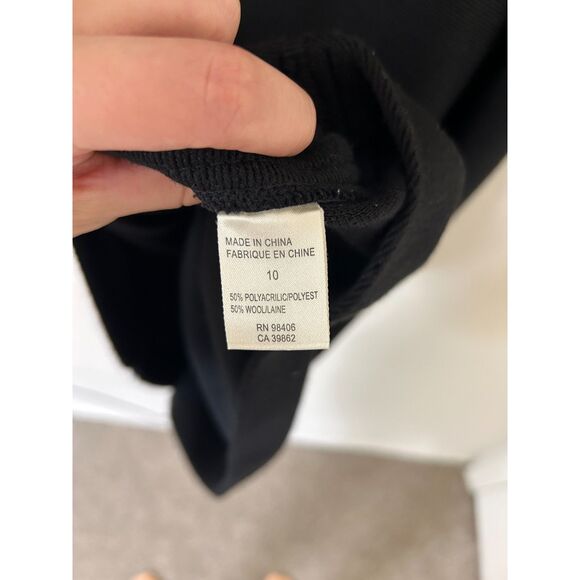 MADE IN CHINA
FABRIQUE EN CHINE
10
50% POLYACRILIC/POLYEST
50% WOOL/LAINE
RN 98406
CA 39862